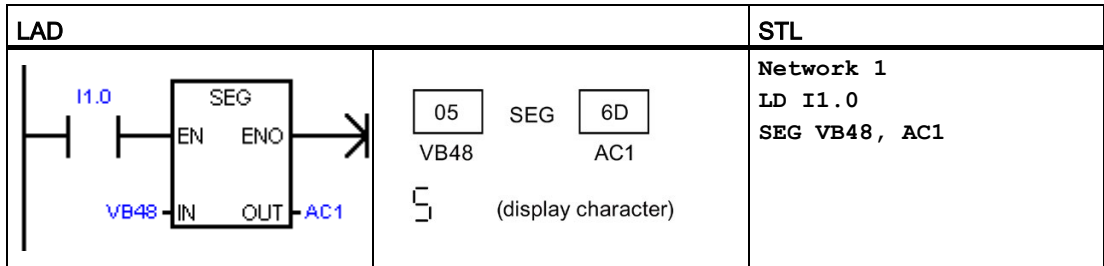 LAD
STL
I1.0
SEG
EN ENO
VB48 IN OUT AC1
05 SEG 6D
VB48 AC1
5 (display character)
Network 1
LD I1.0
SEG VB48, AC1